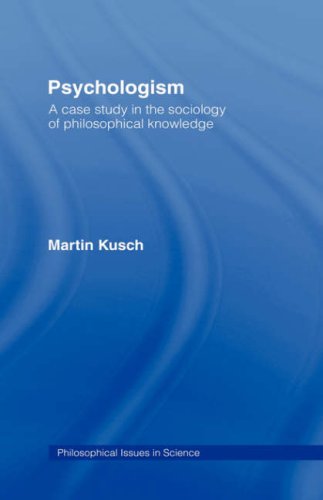 Psychologism
A case study in the sociology
of philosophical knowledge
Martin Kusch
Philosophical Issues in Science